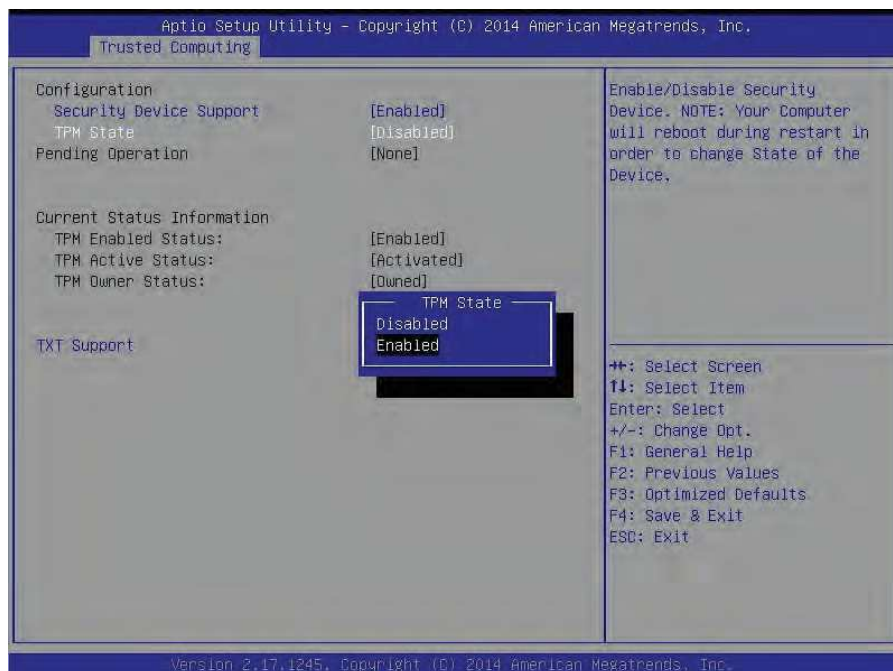 Aptio Setup Utility - Copyright (C) 2014 American Megatrends, Inc.
Trusted Computing
Configuration
Security Device Support [Enabled]
TPM State [Disabled]
Pending Operation [None]
Current Status Information
TPM Enabled Status: [Enabled]
TPM Active Status: [Activated]
TPM Owner Status: [Owned]
TXT Support
TPM State
Disabled
Enabled
Enable/Disable Security
Device. NOTE: Your Computer
will reboot during restart in
order to change State of the
Device.
→←: Select Screen
↑↓: Select Item
Enter: Select
+/-: Change Opt.
F1: General Help
F2: Previous Values
F3: Optimized Defaults
F4: Save & Exit
ESC: Exit
Version 2.17.1245. Copyright (C) 2014 American Megatrends, Inc.